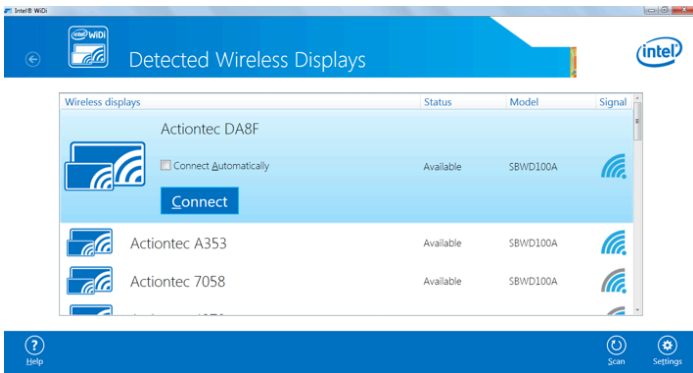 Intel® WiDi
intel WiDi
Detected Wireless Displays
intel
Wireless displays Status Model Signal
Actiontec DA8F
Connect Automatically Available SBWD100A
Connect
Actiontec A353 Available SBWD100A
Actiontec 7058 Available SBWD100A
? 
Help Scan Settings